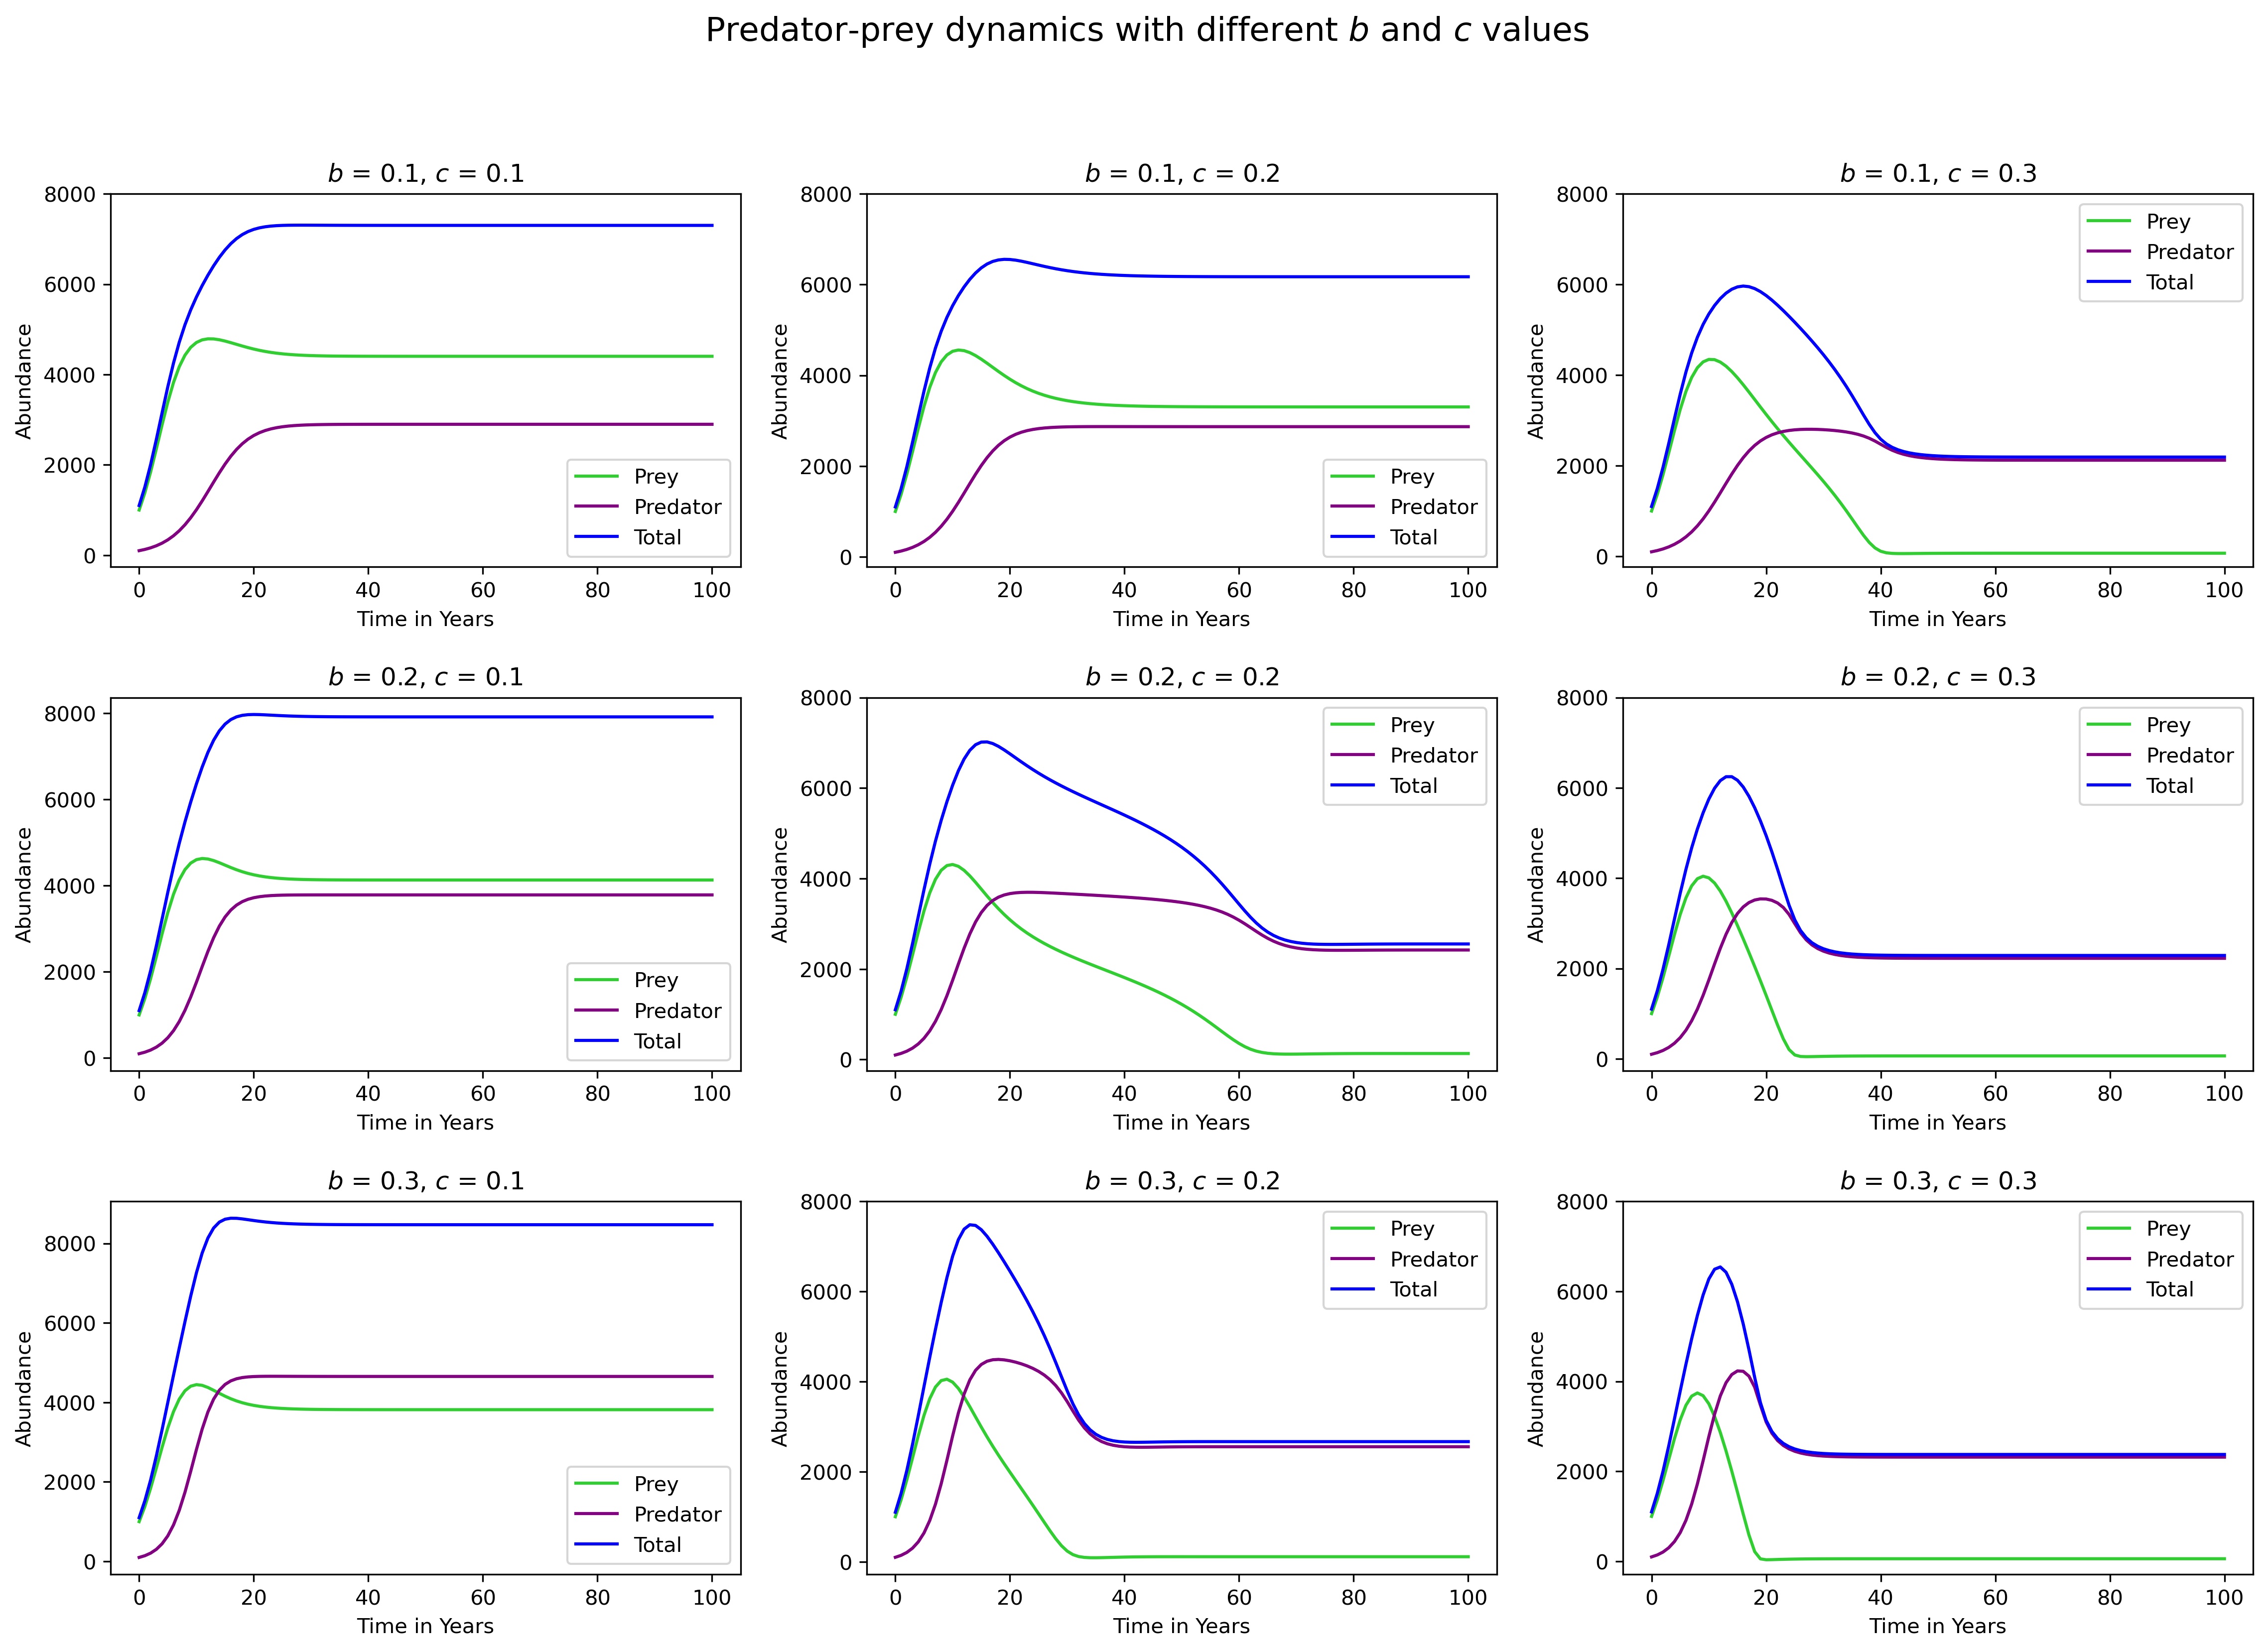 Predator-prey dynamics with different b and c values
b = 0.1, c = 0.1
8000
6000
4000
2000
0
Abundance
Prey
Predator
Total
0 20 40 60 80 100
Time in Years
b = 0.1, c = 0.2
8000
6000
4000
2000
0
Abundance
Prey
Predator
Total
0 20 40 60 80 100
Time in Years
b = 0.1, c = 0.3
8000
6000
4000
2000
0
Abundance
Prey
Predator
Total
0 20 40 60 80 100
Time in Years
b = 0.2, c = 0.1
8000
6000
4000
2000
0
Abundance
Prey
Predator
Total
0 20 40 60 80 100
Time in Years
b = 0.2, c = 0.2
8000
6000
4000
2000
0
Abundance
Prey
Predator
Total
0 20 40 60 80 100
Time in Years
b = 0.2, c = 0.3
8000
6000
4000
2000
0
Abundance
Prey
Predator
Total
0 20 40 60 80 100
Time in Years
b = 0.3, c = 0.1
8000
6000
4000
2000
0
Abundance
Prey
Predator
Total
0 20 40 60 80 100
Time in Years
b = 0.3, c = 0.2
8000
6000
4000
2000
0
Abundance
Prey
Predator
Total
0 20 40 60 80 100
Time in Years
b = 0.3, c = 0.3
8000
6000
4000
2000
0
Abundance
Prey
Predator
Total
0 20 40 60 80 100
Time in Years